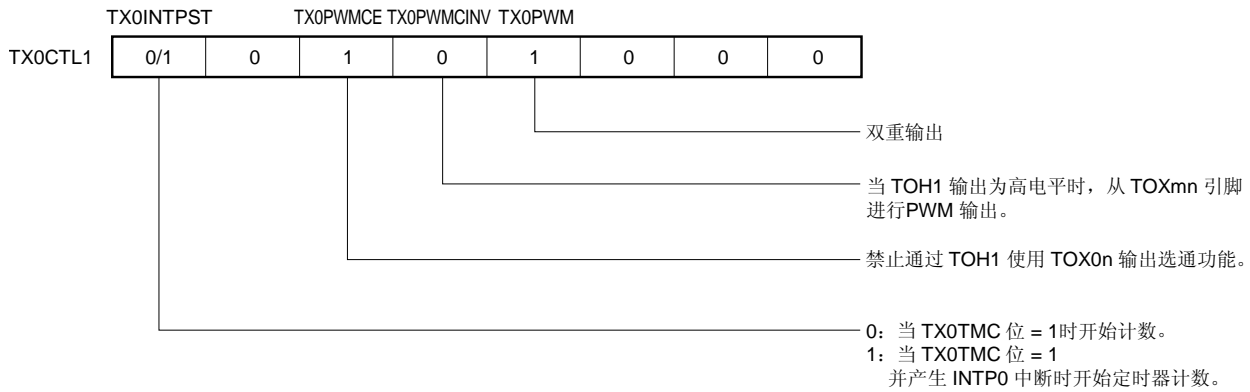 TX0INTPST TX0PWMCE TX0PWMCINV TX0PWM
TX0CTL1 0/1 0 1 0 1 0 0 0
双重输出
当 TOH1 输出为高电平时，从 TOXmn 引脚
进行PWM 输出。
禁止通过 TOH1 使用 TOX0n 输出选通功能。
0：当 TX0TMC 位 = 1时开始计数。
1：当 TX0TMC 位 = 1
并产生 INTP0 中断时开始定时器计数。